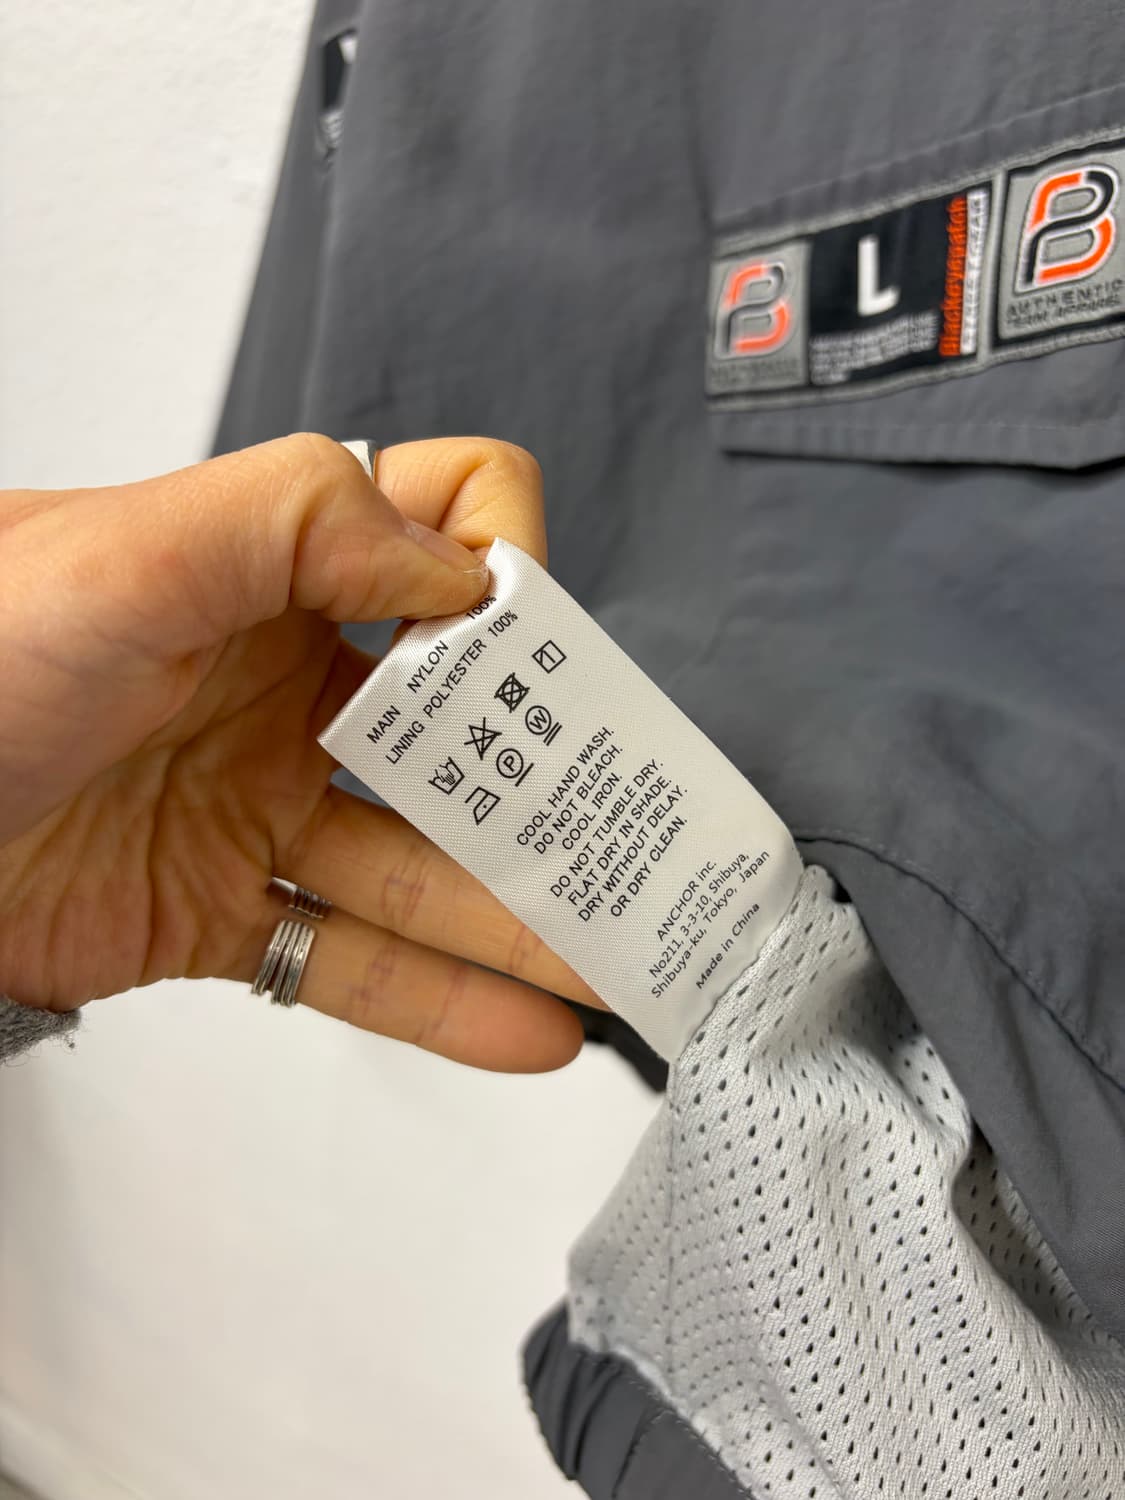 L
Blackeyepatch
AUTHENTIC
TEAM APPAREL
MAIN NYLON 100%
LINING POLYESTER 100%
P
W
COOL HAND WASH.
DO NOT BLEACH.
COOL IRON.
DO NOT TUMBLE DRY.
FLAT DRY IN SHADE.
DRY WITHOUT DELAY.
OR DRY CLEAN.
ANCHOR inc.
No211, 3-3-10, Shibuya,
Shibuya-ku, Tokyo, Japan
Made in China